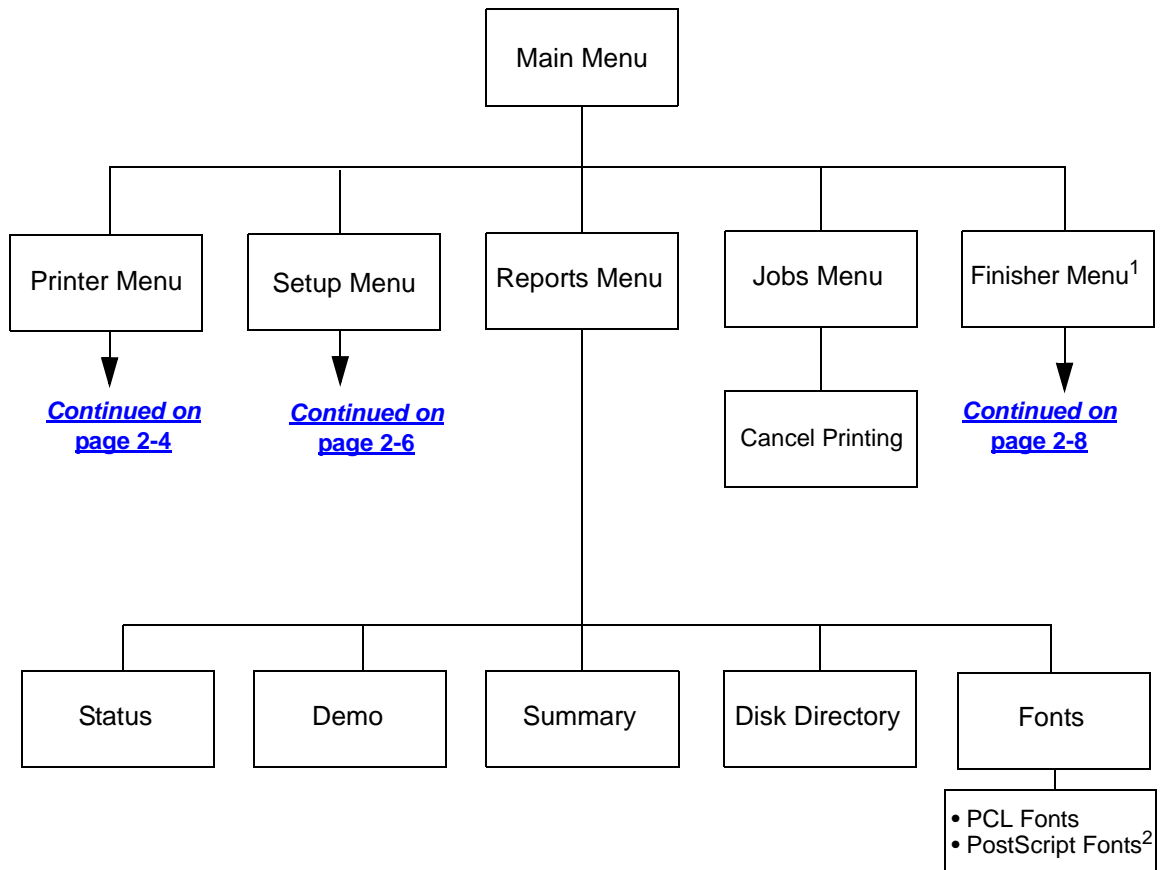 Main Menu
Printer Menu
Setup Menu
Reports Menu
Jobs Menu
Finisher Menu1
Continued on
page 2-4
Continued on
page 2-6
Cancel Printing
Continued on
page 2-8
Status
Demo
Summary
Disk Directory
Fonts
• PCL Fonts
• PostScript Fonts2